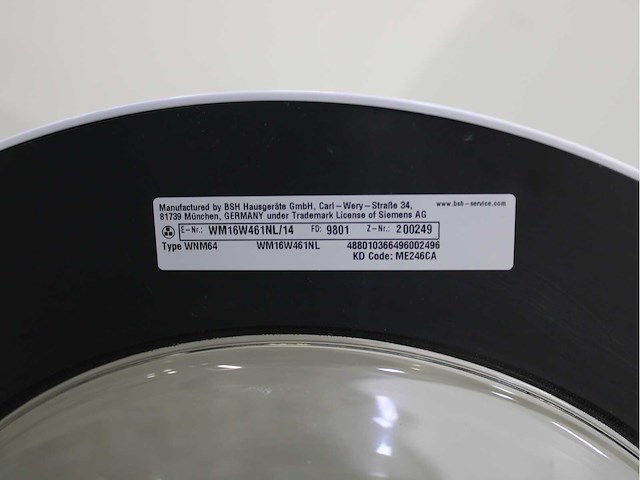 Manufactured by BSH Hausgeräte GmbH, Carl-Wery-Straße 34, www.bsh-service.com
81739 München, GERMANY under Trademark License of Siemens AG
E-Nr.: WM16W461NL/14 FD: 9801 Z-Nr.: 200249
Type WNM64 WM16W461NL 488010366496002496
KD Code: ME246CA